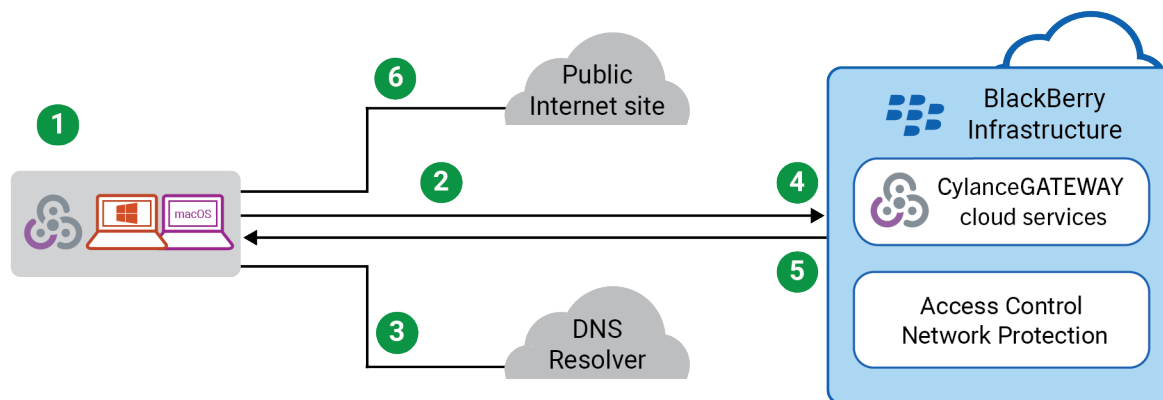 1
macOS
6
Public
Internet site
2
3
DNS
Resolver
4
5
BlackBerry
Infrastructure
CylanceGATEWAY
cloud services
Access Control
Network Protection